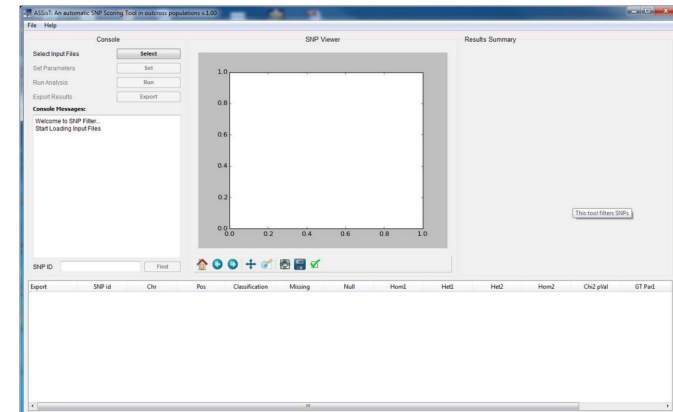 ASSIsT: An automatic SNP Scoring Tool in outcross populations v.1.00
File Help
Console
SNP Viewer
Results Summary
Select Input Files
Select
Set Parameters
Set
Run Analysis
Run
Export Results
Export
Console Messages:
Welcome to SNP Filter...
Start Loading Input Files
1.0
0.8
0.6
0.4
0.2
0.0
0.0 0.2 0.4 0.6 0.8 1.0
This tool filters SNPs
SNP ID
Find
Export SNP id Chr Pos Classification Missing Null Hom1 Het1 Het2 Hom2 Chi2 pVal GT Par1